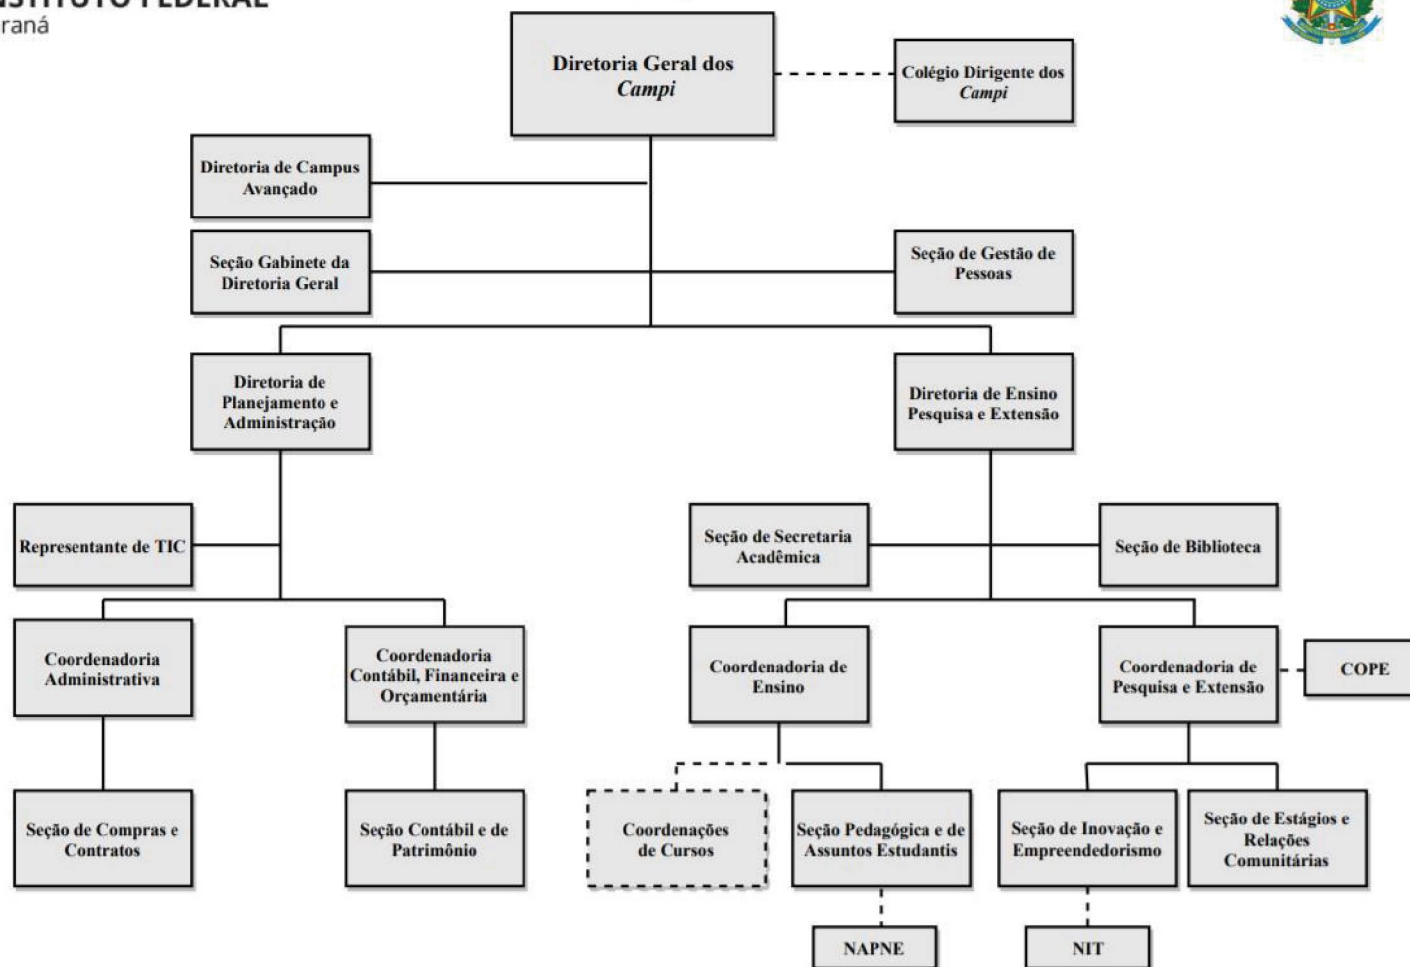 raná
Diretoria Geral dos
Campi
Colégio Dirigente dos
Campi
Diretoria de Campus
Avançado
Seção Gabinete da
Diretoria Geral
Seção de Gestão de
Pessoas
Diretoria de
Planejamento e
Administração
Diretoria de Ensino
Pesquisa e Extensão
Representante de TIC
Seção de Secretaria
Acadêmica
Seção de Biblioteca
Coordenadoria
Administrativa
Coordenadoria
Contábil, Financeira e
Orçamentária
Coordenadoria de
Ensino
Coordenadoria de
Pesquisa e Extensão
COPE
Seção de Compras e
Contratos
Seção Contábil e de
Patrimônio
Coordenações
de Cursos
Seção Pedagógica e de
Assuntos Estudantis
Seção de Inovação e
Empreendedorismo
Seção de Estágios e
Relações
Comunitárias
NAPNE
NIT